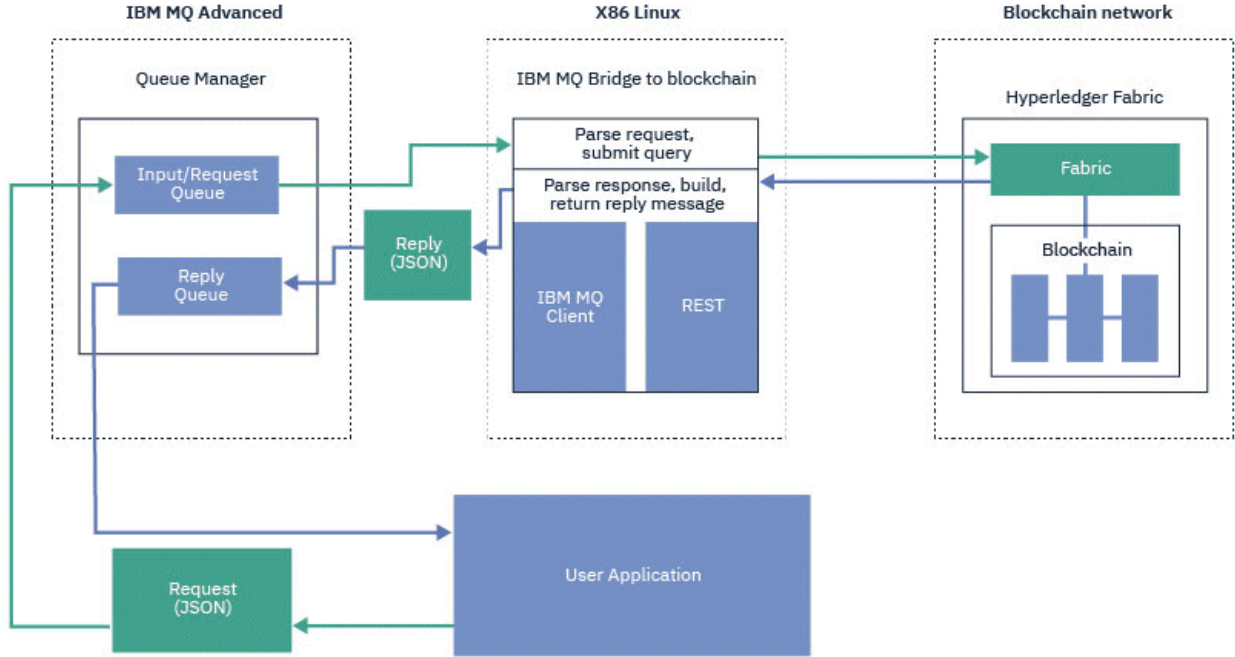 IBM MQ Advanced
X86 Linux
Blockchain network
Queue Manager
IBM MQ Bridge to blockchain
Hyperledger Fabric
Input/Request
Queue
Parse request,
submit query
Parse response, build,
return reply message
Fabric
Reply
(JSON)
Reply
Queue
IBM MQ
Client
REST
Blockchain
User Application
Request
(JSON)